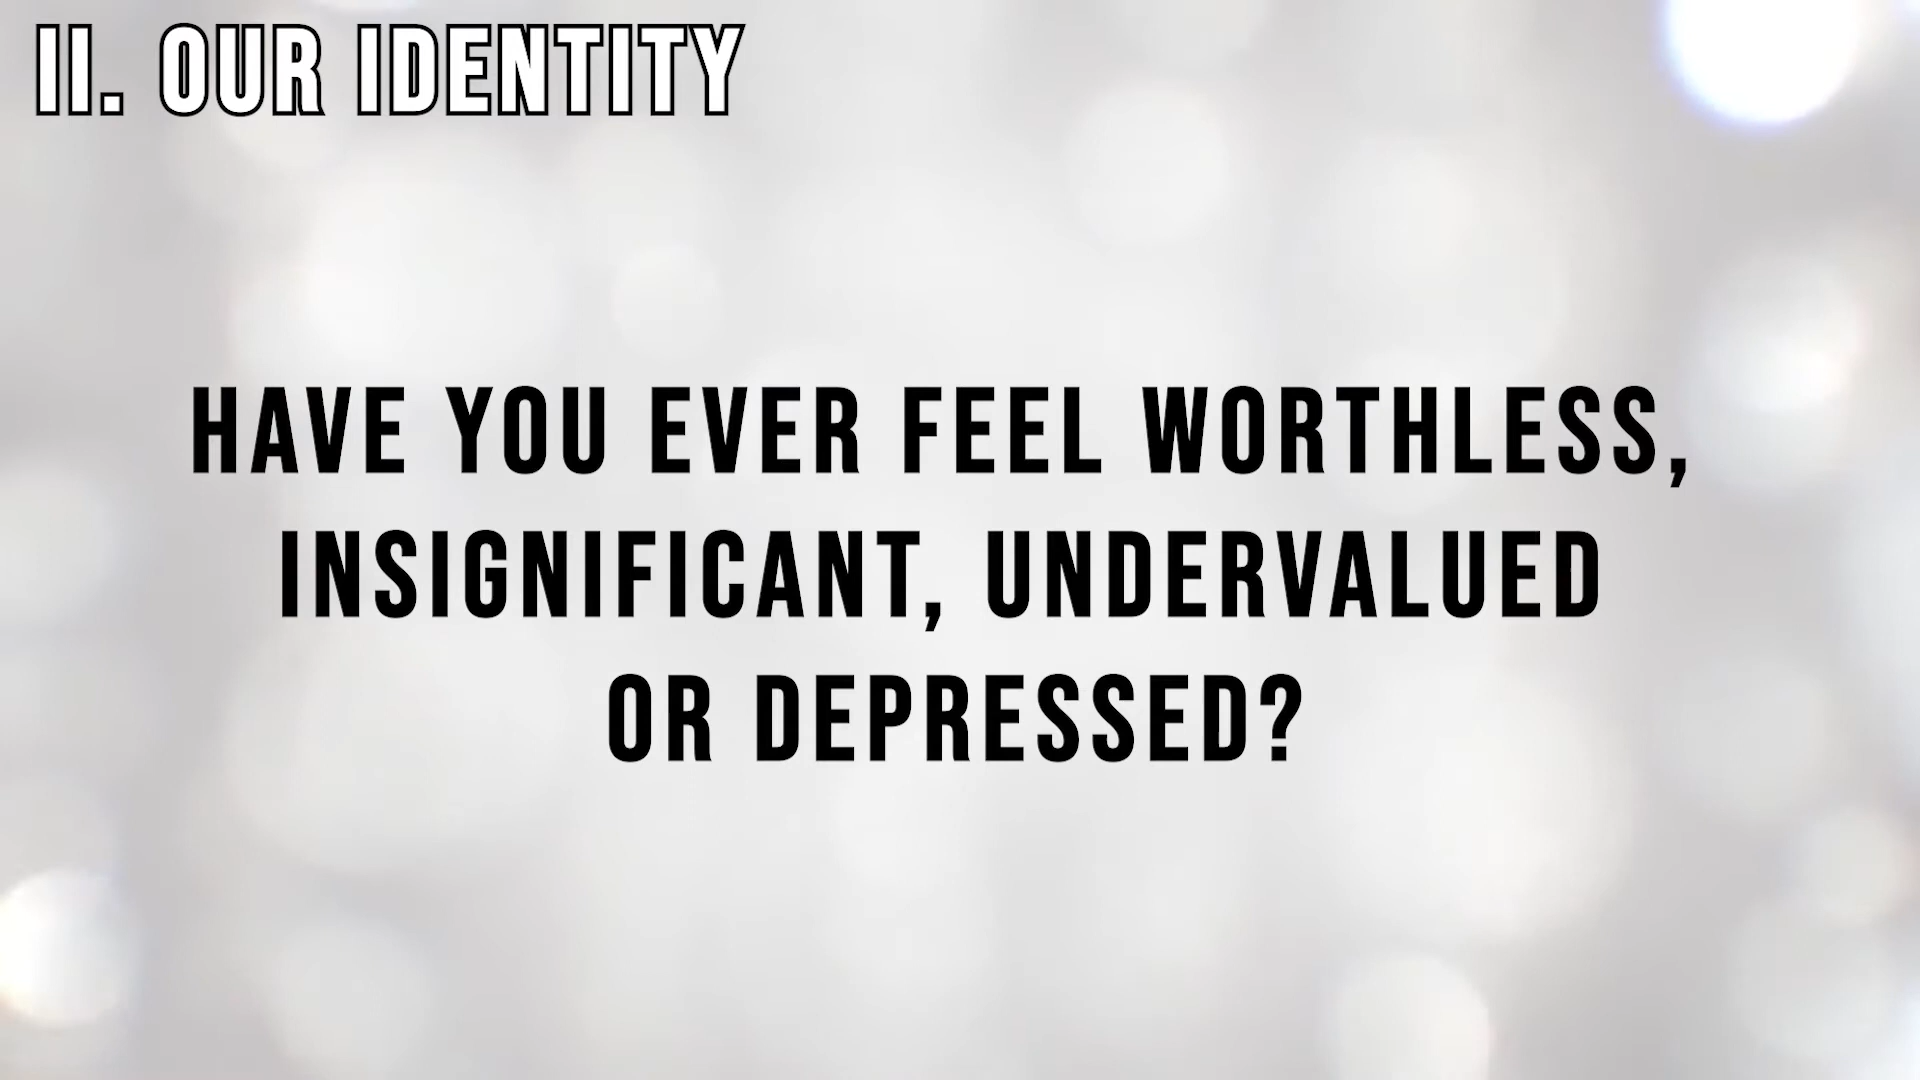 II. OUR IDENTITY
HAVE YOU EVER FEEL WORTHLESS,
INSIGNIFICANT, UNDERVALUED
OR DEPRESSED?